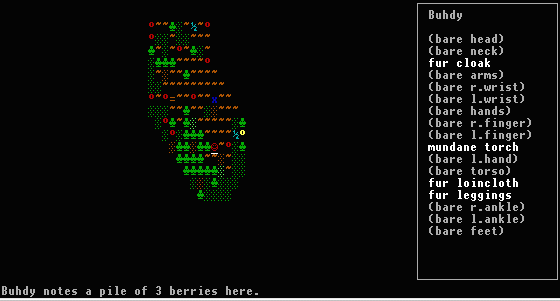 Buhdy
(bare head)
(bare neck)
fur cloak
(bare arms)
(bare r.wrist)
(bare l.wrist)
(bare hands)
(bare r.finger)
(bare l.finger)
mundane torch
(bare l.hand)
(bare torso)
fur loincloth
fur leggings
(bare r.ankle)
(bare l.ankle)
(bare feet)
Buhdy notes a pile of 3 berries here.